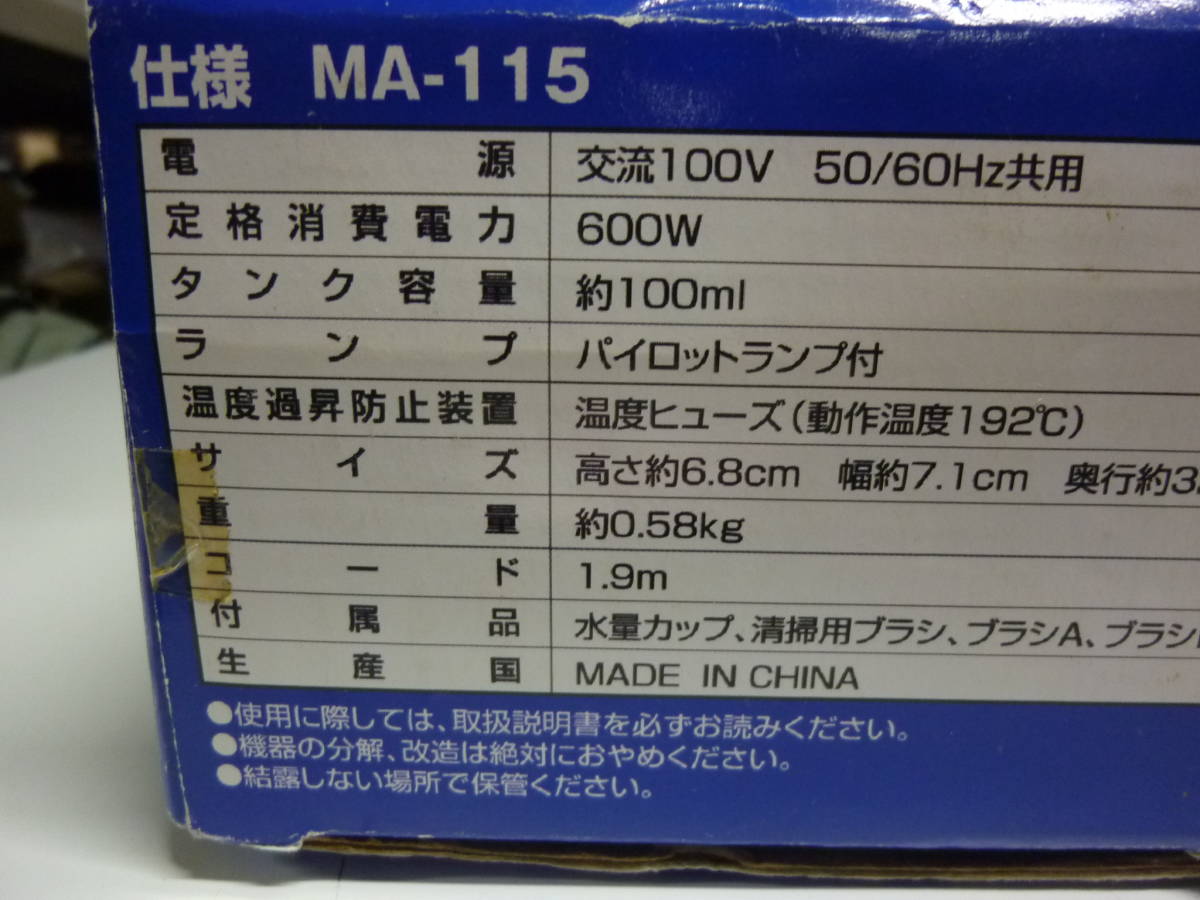 仕様 MA-115
電源 交流100V 50/60Hz共用
定格消費電力 600W
タンク容量 約100ml
ランプ パイロットランプ付
温度過昇防止装置 温度ヒューズ(動作温度192℃)
サイズ 高さ約6.8cm 幅約7.1cm 奥行約3
重量 約0.58kg
コード 1.9m
付属品 水量カップ、清掃用ブラシ、ブラシA、ブラシ
生産国 MADE IN CHINA
●使用に際しては、取扱説明書を必ずお読みください。
●機器の分解、改造は絶対におやめください。
●結露しない場所で保管ください。